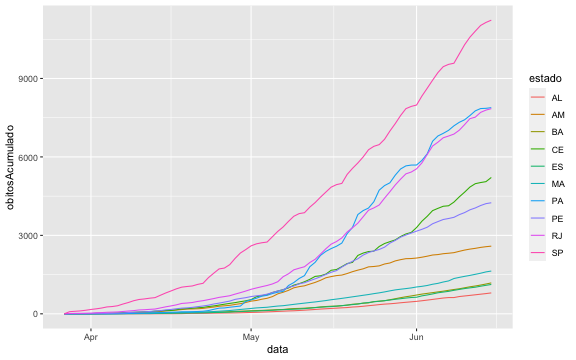 obitosAcumulado
9000
6000
3000
0
Apr
May
Jun
data
estado
AL
AM
BA
CE
ES
MA
PA
PE
RJ
SP